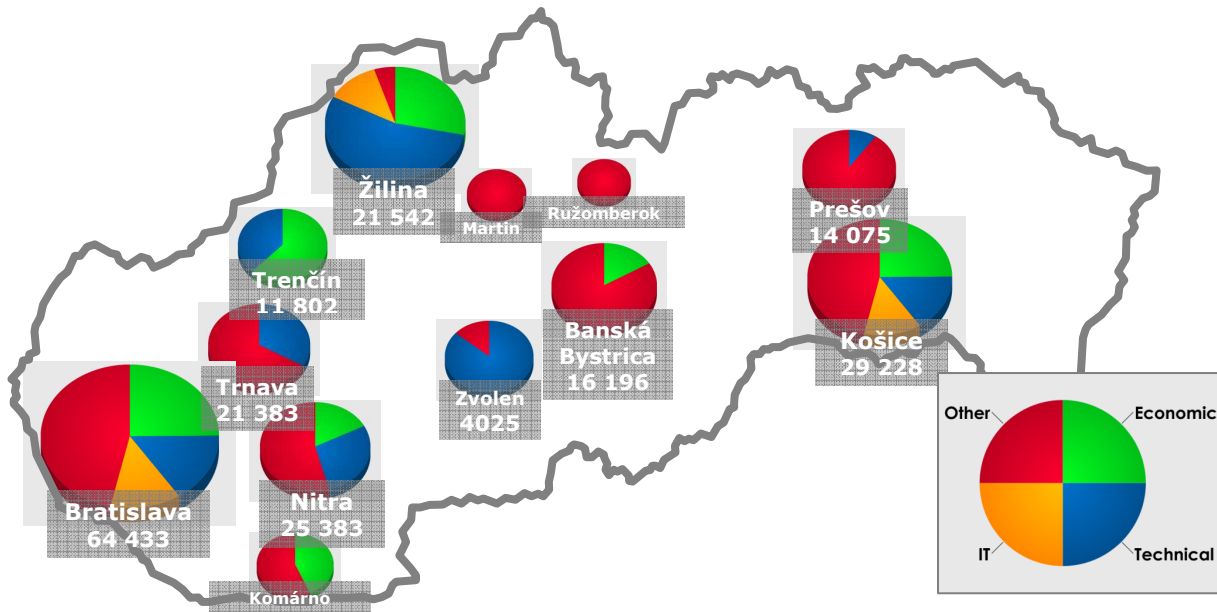 Žilina
21 542
Martin
Ružomberok
Prešov
14 075
Trenčín
11 802
Banská
Bystrica
16 196
Košice
29 228
Trnava
21 383
Zvolen
4025
Bratislava
64 433
Nitra
25 383
Komárno
Other
Economic
IT
Technical